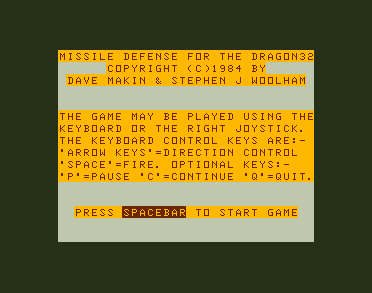 MISSILE DEFENSE FOR THE DRAGON32
COPYRIGHT (C)1984 BY
DAVE MAKIN & STEPHEN J WOOLHAM
THE GAME MAY BE PLAYED USING THE
KEYBOARD OR THE RIGHT JOYSTICK.
THE KEYBOARD CONTROL KEYS ARE:-
"ARROW KEYS"=DIRECTION CONTROL
"SPACE"=FIRE. OPTIONAL KEYS:-
"P"=PAUSE "C"=CONTINUE "Q"=QUIT.
PRESS SPACEBAR TO START GAME